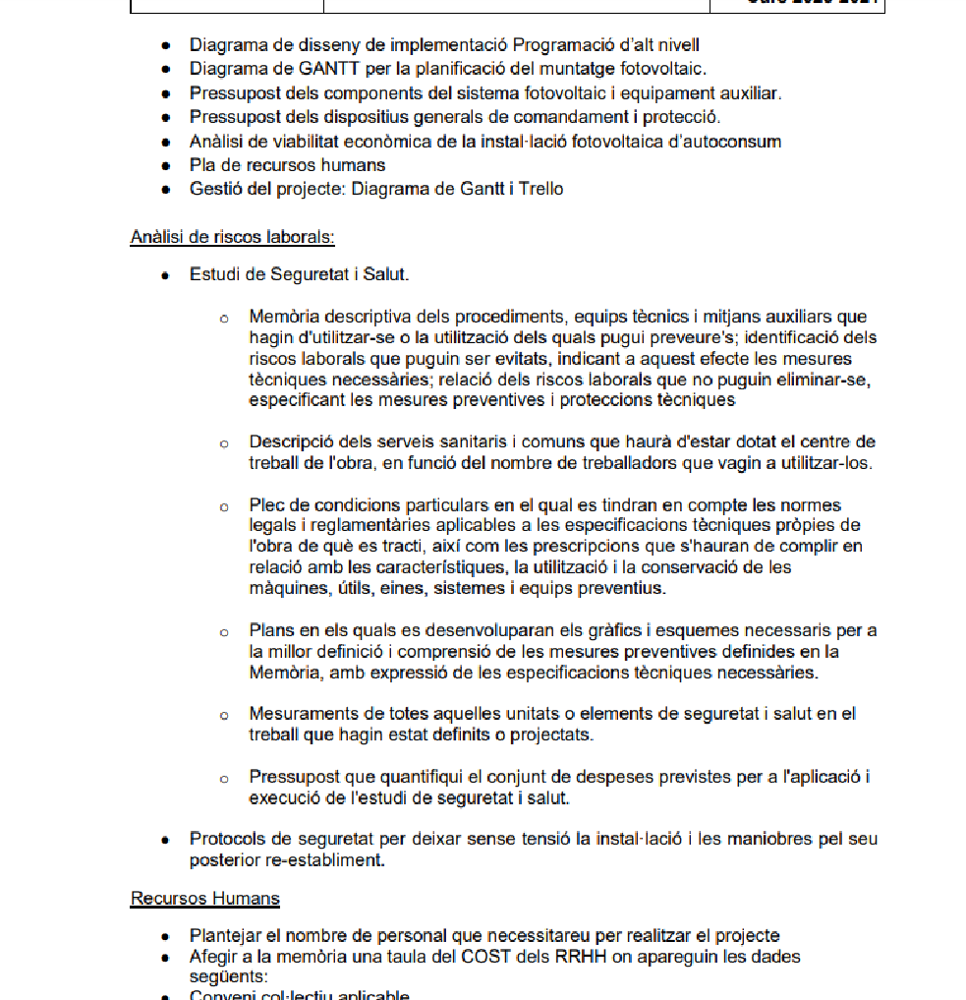 ● Diagrama de disseny de implementació Programació d'alt nivell
● Diagrama de GANTT per la planificació del muntatge fotovoltaic.
● Pressupost dels components del sistema fotovoltaic i equipament auxiliar.
● Pressupost dels dispositius generals de comandament i protecció.
● Anàlisi de viabilitat econòmica de la instal·lació fotovoltaica d'autoconsum
● Pla de recursos humans
● Gestió del projecte: Diagrama de Gantt i Trello
Anàlisi de riscos laborals:
● Estudi de Seguretat i Salut.
○ Memòria descriptiva dels procediments, equips tècnics i mitjans auxiliars que
hagin d'utilitzar-se o la utilització dels quals pugui preveure's; identificació dels
riscos laborals que puguin ser evitats, indicant a aquest efecte les mesures
tècniques necessàries; relació dels riscos laborals que no puguin eliminar-se,
especificant les mesures preventives i proteccions tècniques
○ Descripció dels serveis sanitaris i comuns que haurà d'estar dotat el centre de
treball de l'obra, en funció del nombre de treballadors que vagin a utilitzar-los.
○ Plec de condicions particulars en el qual es tindran en compte les normes
legals i reglamentàries aplicables a les especificacions tècniques pròpies de
l'obra de què es tracti, així com les prescripcions que s'hauran de complir en
relació amb les característiques, la utilització i la conservació de les
màquines, útils, eines, sistemes i equips preventius.
○ Plans en els quals es desenvoluparan els gràfics i esquemes necessaris per a
la millor definició i comprensió de les mesures preventives definides en la
Memòria, amb expressió de les especificacions tècniques necessàries.
○ Mesuraments de totes aquelles unitats o elements de seguretat i salut en el
treball que hagin estat definits o projectats.
○ Pressupost que quantifiqui el conjunt de despeses previstes per a l'aplicació i
execució de l'estudi de seguretat i salut.
● Protocols de seguretat per deixar sense tensió la instal·lació i les maniobres pel seu
posterior re-establiment.
Recursos Humans
● Plantejar el nombre de personal que necessitareu per realitzar el projecte
● Afegir a la memòria una taula del COST dels RRHH on apareguin les dades
següents:
● Conveni col·lectiu aplicable